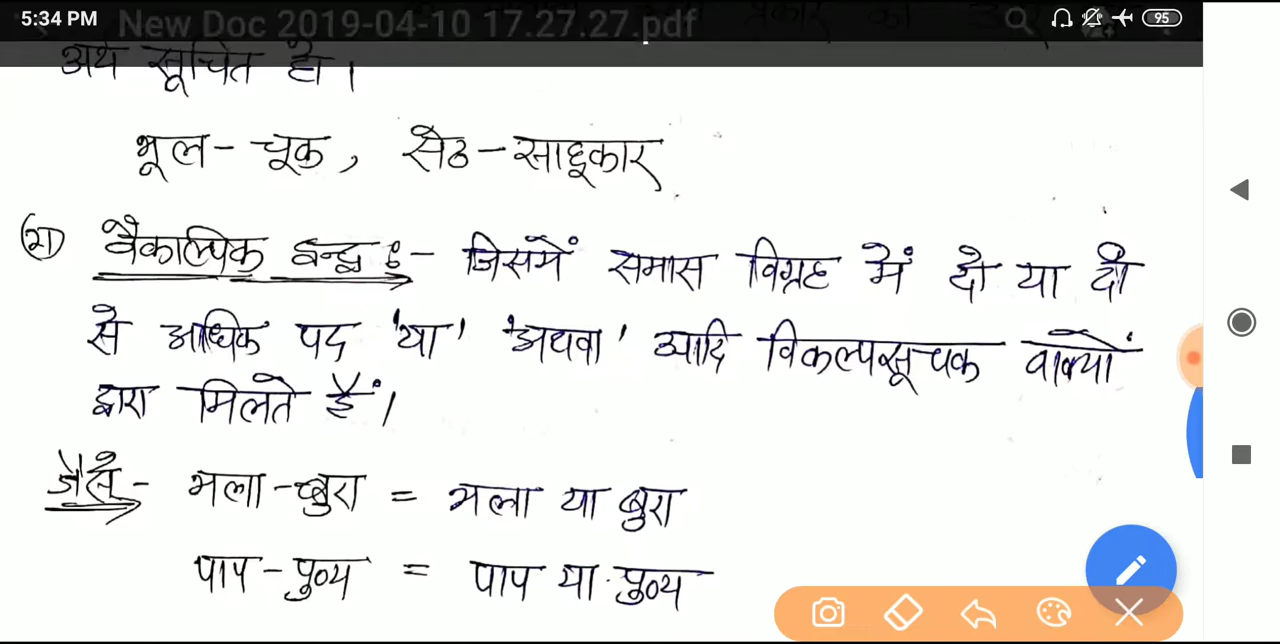 5:34 PM
New Doc 2019-04-10 17.27.27.pdf
95
अर्थ सूचित हो।
भूल-चूक, सेठ-साहूकार
वैकाल्पिक द्वन्द्व :- जिसमें समास विग्रह में दो या दो
से अधिक पद 'या' 'अथवा' आदि विकल्पसूचक वाक्यों
द्वारा मिलते हैं।
जैसे- भला-बुरा = भला या बुरा
पाप-पुण्य = पाप या पुण्य